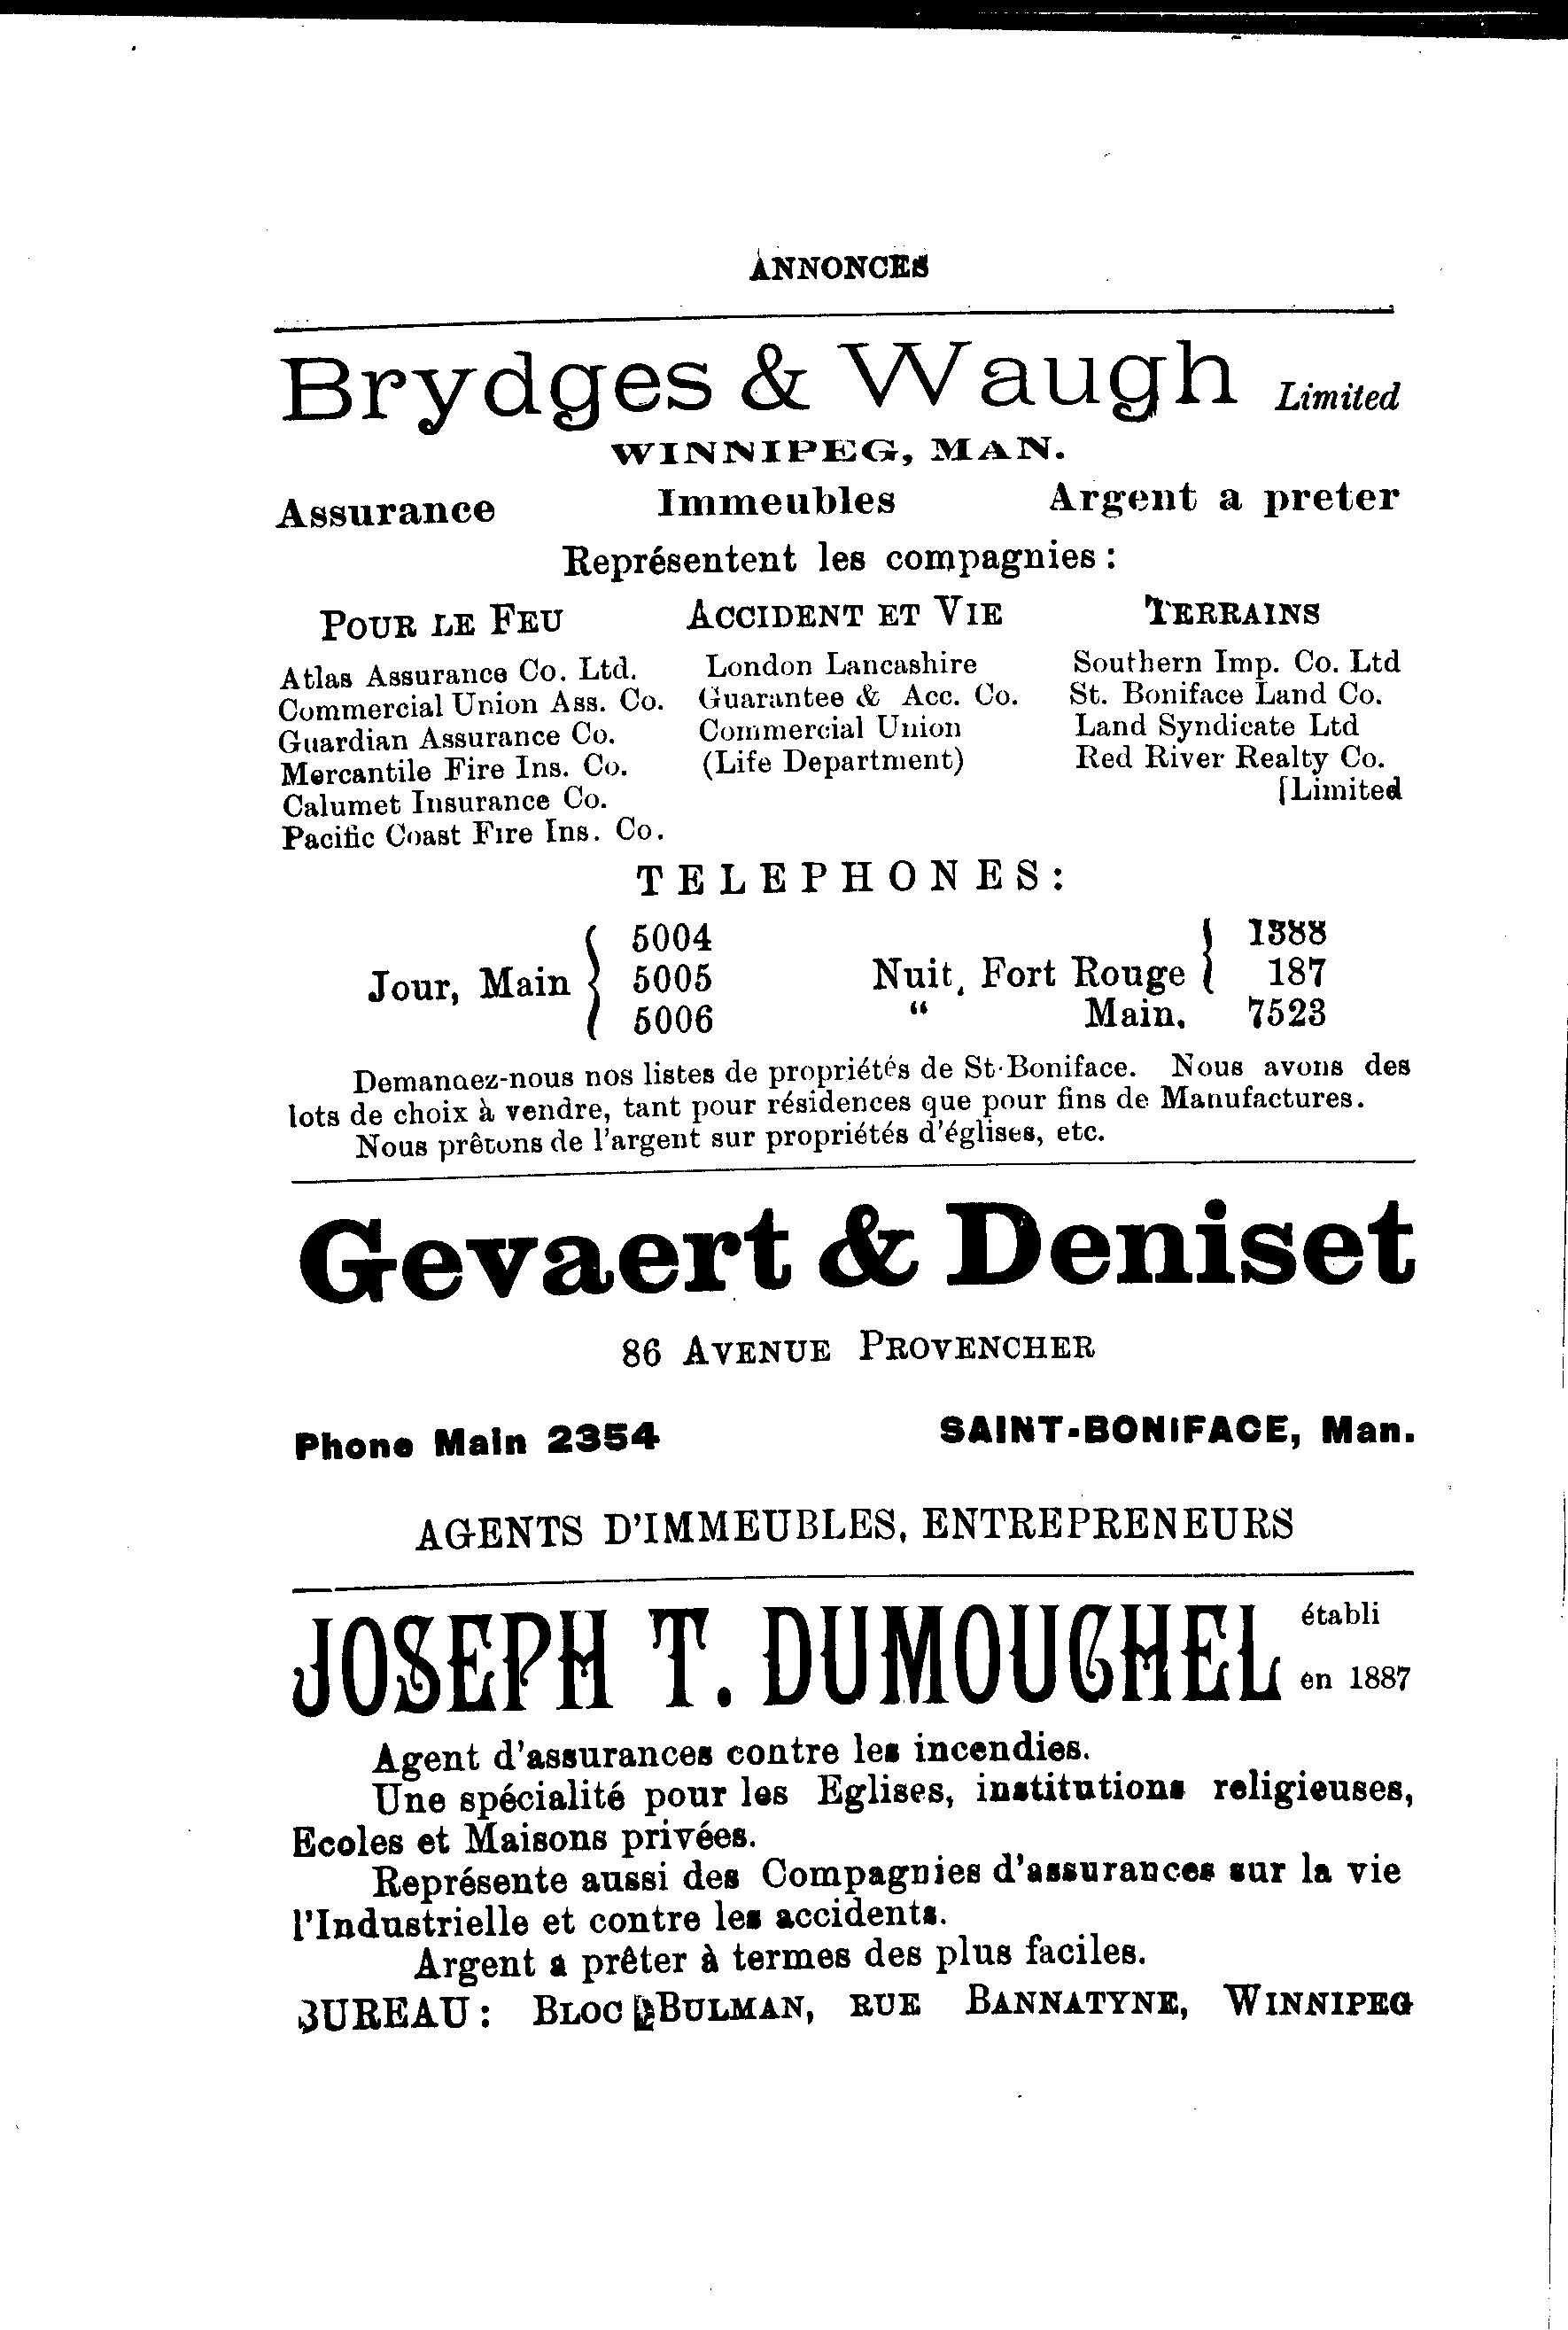 ANNONCES
Brydges & Waugh Limited
WINNIPEG, MAN.
Assurance Immeubles Argent a preter
Représentent les compagnies :
POUR LE FEU ACCIDENT ET VIE TERRAINS
Atlas Assurance Co. Ltd. London Lancashire Southern Imp. Co. Ltd
Commercial Union Ass. Co. Guarantee & Acc. Co. St. Boniface Land Co.
Guardian Assurance Co. Commercial Union Land Syndicate Ltd
Mercantile Fire Ins. Co. (Life Department) Red River Realty Co.
Calumet Insurance Co. [Limited
Pacific Coast Fire Ins. Co.
TELEPHONES:
5004 1388
Jour, Main { 5005 Nuit, Fort Rouge { 187
5006 “ Main, 7523
Demandez-nous nos listes de propriétés de St-Boniface. Nous avons des
lots de choix à vendre, tant pour résidences que pour fins de Manufactures.
Nous prêtons de l'argent sur propriétés d'églises, etc.
Gevaert & Deniset
86 AVENUE PROVENCHER
Phone Main 2354 SAINT-BONIFACE, Man.
AGENTS D'IMMEUBLES, ENTREPRENEURS
JOSEPH T. DUMOUCHEL établi en 1887
Agent d'assurances contre les incendies.
Une spécialité pour les Eglises, institutions religieuses,
Ecoles et Maisons privées.
Représente aussi des Compagnies d'assurances sur la vie
l'Industrielle et contre les accidents.
Argent a prêter à termes des plus faciles.
BUREAU : BLOC BULMAN, RUE BANNATYNE, WINNIPEG